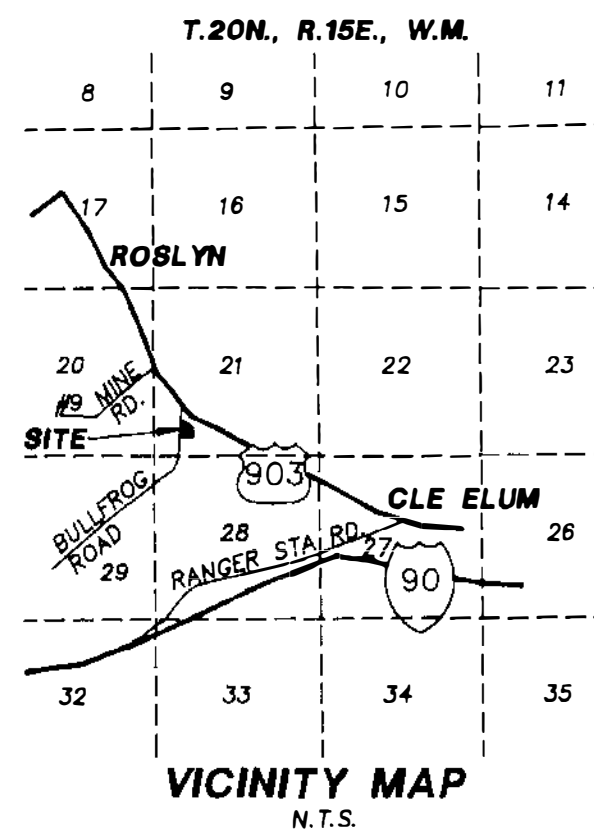 T.20N., R.15E., W.M.
8 9 10 11
17 16 15 14
ROSLYN
20 21 22 23
#9 MINE
RD.
SITE
903
BULLFROG
ROAD
CLE ELUM
29 28 27 26
RANGER STA. RD.
90
32 33 34 35
VICINITY MAP
N.T.S.